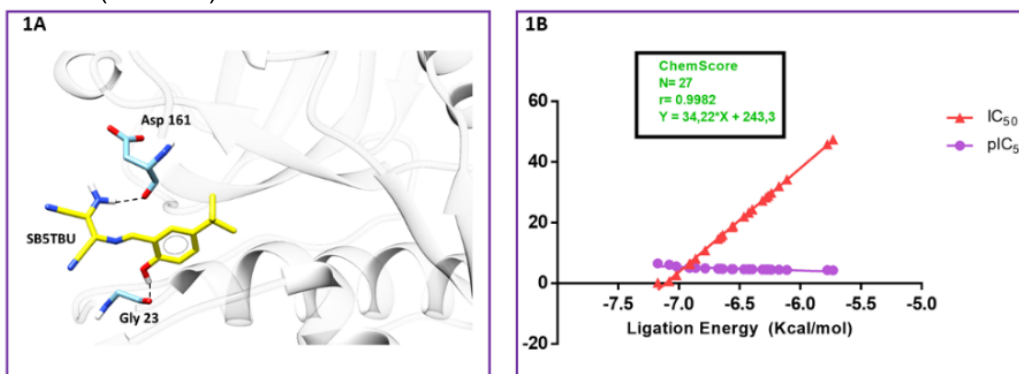 1A
Asp 161
SB5TBU
Gly 23
1B
ChemScore
N= 27
r= 0.9982
Y = 34,22*X + 243,3
IC50
pIC5
60
40
20
0
-20
-7.5 -7.0 -6.5 -6.0 -5.5 -5.0
Ligation Energy (Kcal/mol)